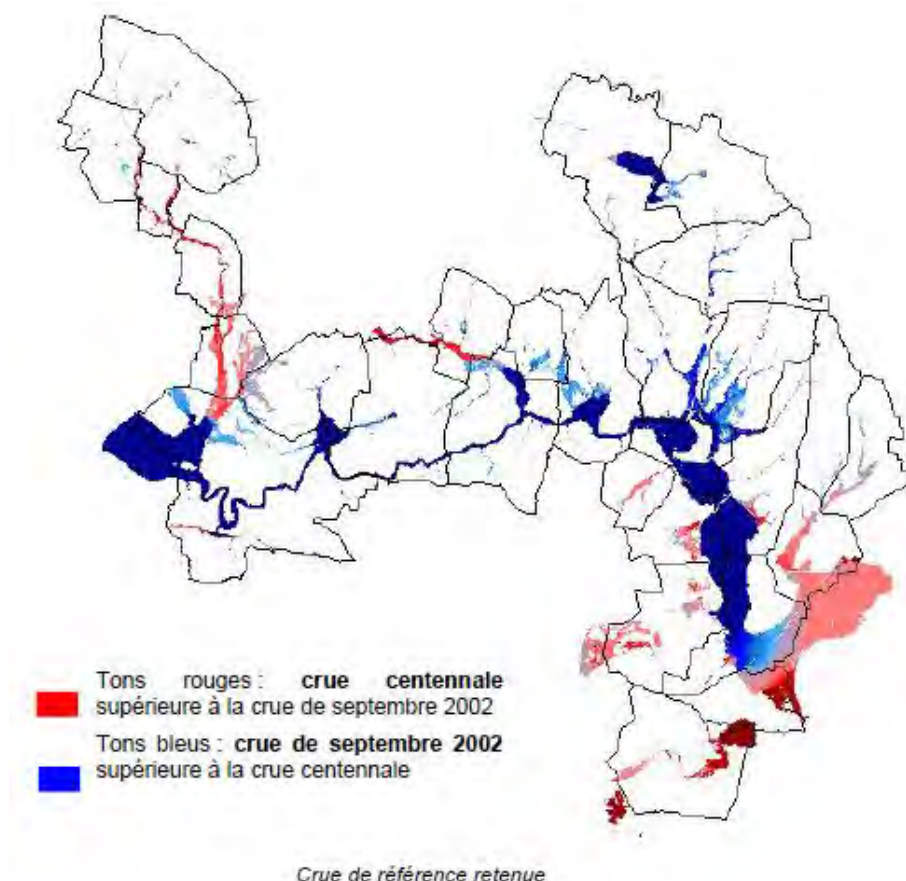 Tons rouges : crue centennale
supérieure à la crue de septembre 2002
Tons bleus : crue de septembre 2002
supérieure à la crue centennale
Crue de référence retenue